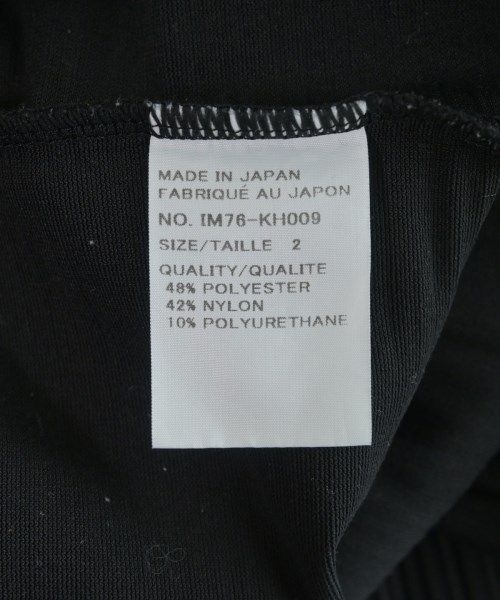 MADE IN JAPAN
FABRIQUÉ AU JAPON
NO. IM76-KH009
SIZE/TAILLE 2
QUALITY/QUALITE
48% POLYESTER
42% NYLON
10% POLYURETHANE